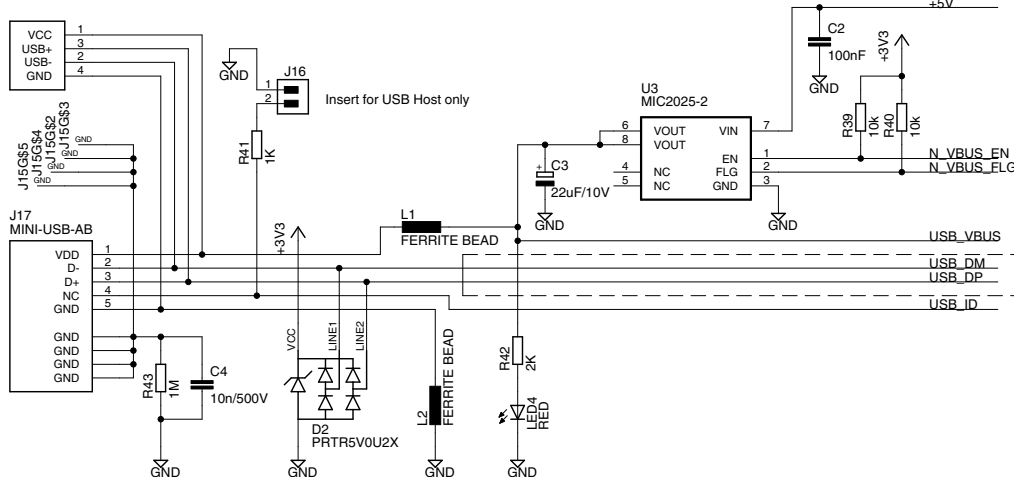 +5V
VCC 1
USB+ 3
USB- 2
GND 4
GND
J16
1
2
Insert for USB Host only
R41
1K
C2
100nF
GND
+3V3
U3
MIC2025-2
6 VOUT VIN 7
8 VOUT
4 NC EN 1
5 NC FLG 2
GND 3
R39
10k
R40
10k
N_VBUS_EN
N_VBUS_FLG
GND
C3
+
22uF/10V
GND
J15G$5
J15G$4
J15G$2
J15G$3
GND
GND
GND
GND
J17
MINI-USB-AB
VDD 1
D- 2
D+ 3
NC 4
GND 5
GND
GND
GND
GND
+3V3
L1
FERRITE BEAD
USB_VBUS
USB_DM
USB_DP
USB_ID
R43
1M
C4
10n/500V
GND
VCC
LINE1
LINE2
D2
PRTR5V0U2X
GND
L2
FERRITE BEAD
GND
R42
2K
LED4
RED
GND